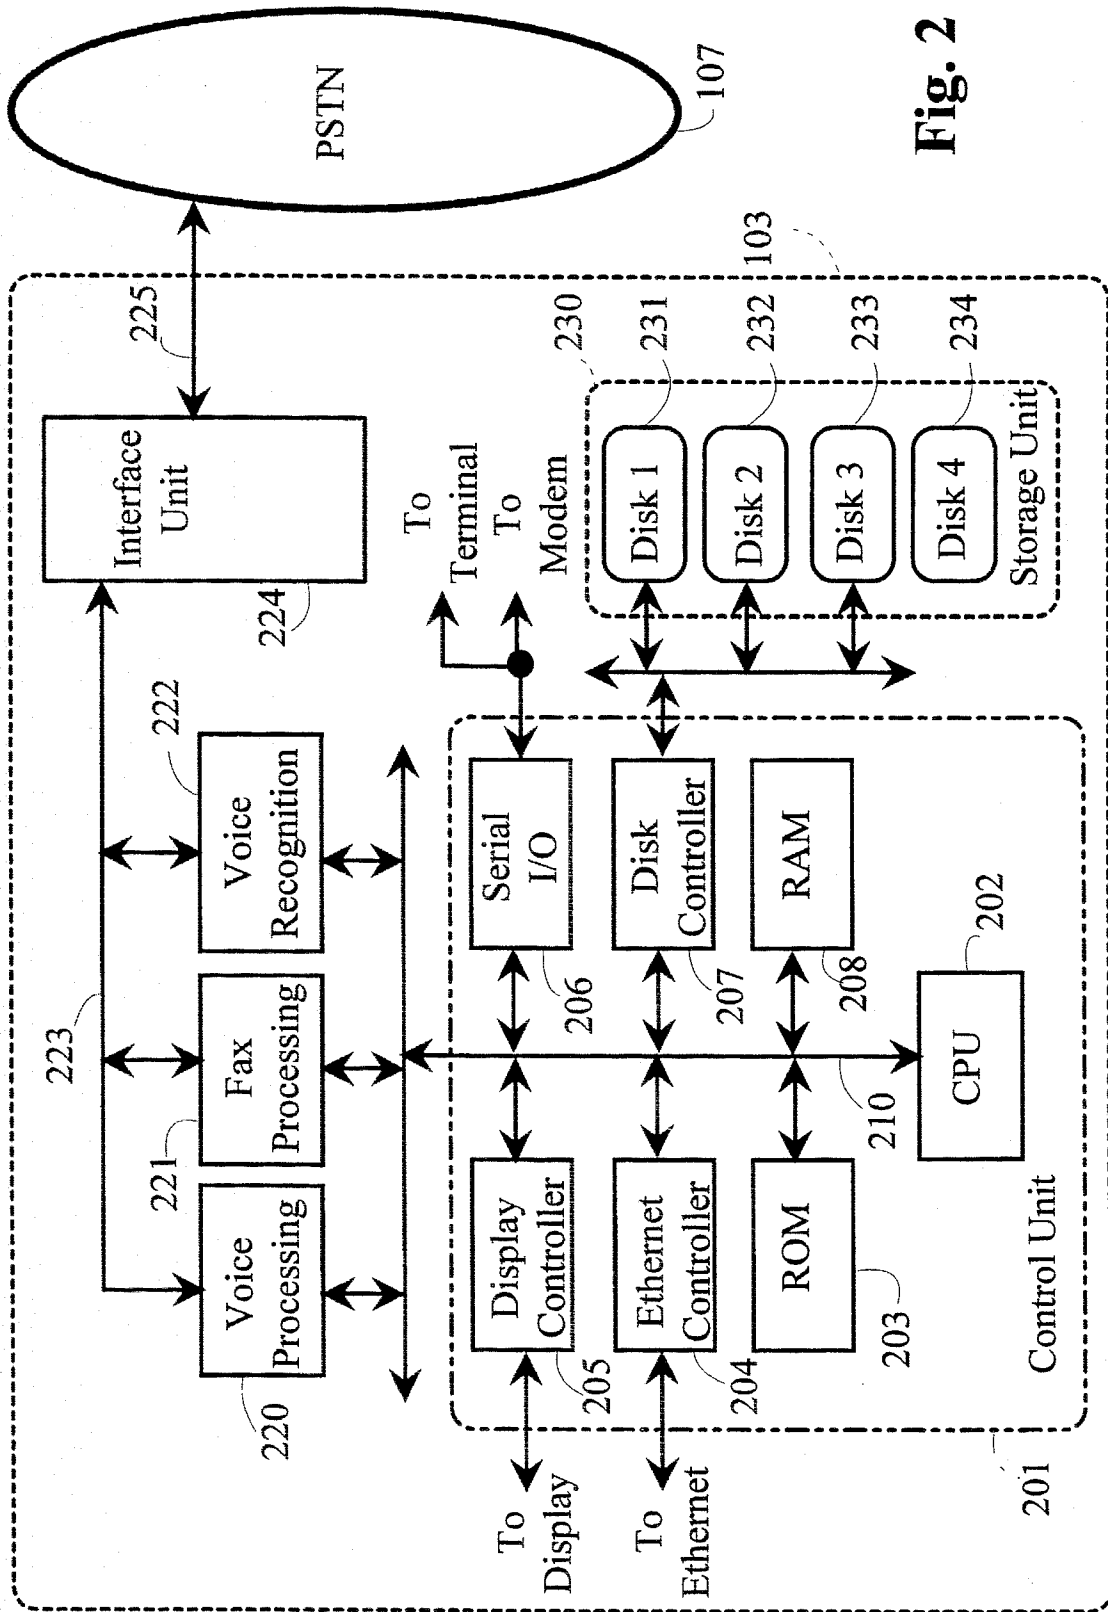 PSTN
107
Fig. 2
103
225
Interface
Unit
224
223
222
Voice
Recognition
221
Fax
Processing
220
Voice
Processing
To
Terminal
To
Modem
230
231
232
233
234
Disk 1
Disk 2
Disk 3
Disk 4
Storage Unit
Serial
I/O
206
Disk
Controller
207
RAM
208
202
CPU
210
Display
Controller
205
Ethernet
Controller
204
ROM
203
Control Unit
201
To
Display
To
Ethernet